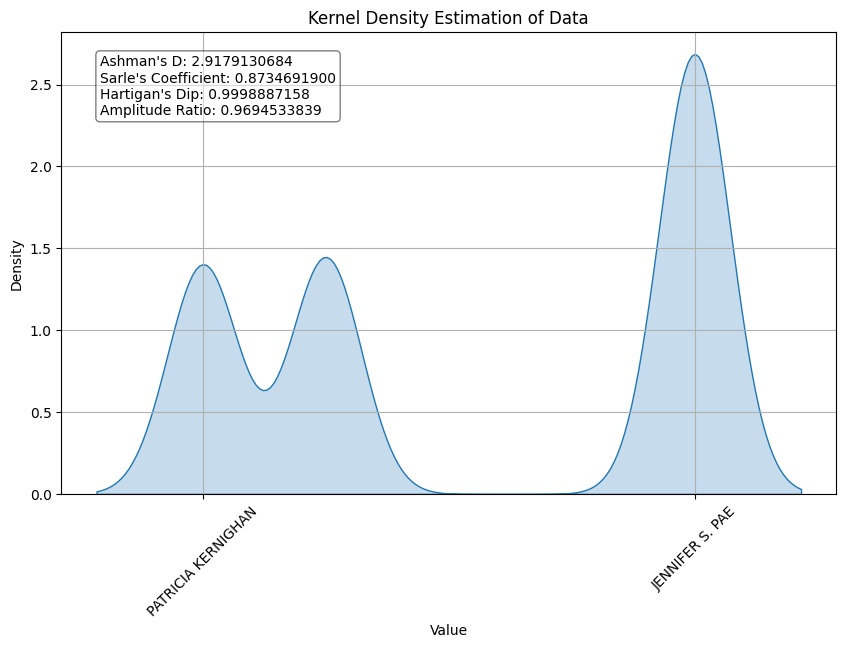 Kernel Density Estimation of Data
Ashman's D: 2.9179130684
Sarle's Coefficient: 0.8734691900
Hartigan's Dip: 0.9998887158
Amplitude Ratio: 0.9694533839
Density
2.5
2.0
1.5
1.0
0.5
0.0
PATRICIA KERNIGHAN
JENNIFER S. PAE
Value